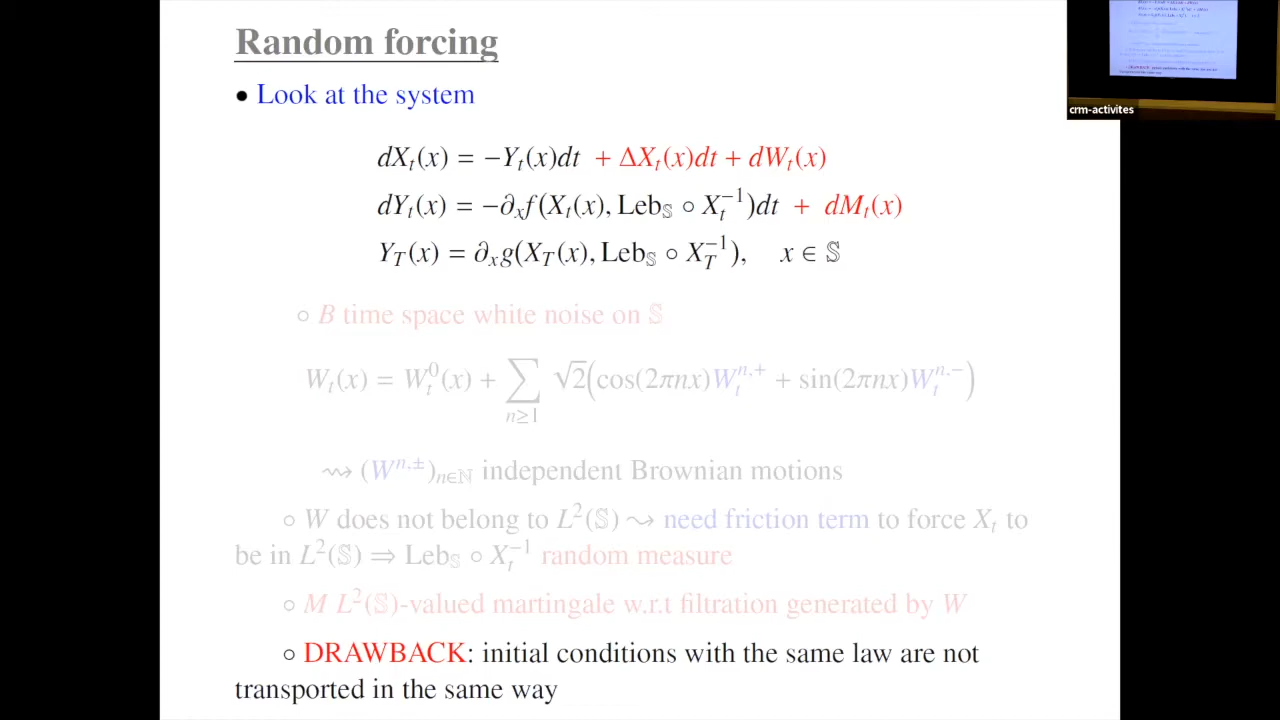 Random forcing
• Look at the system
dX_t(x) = −Y_t(x)dt + ΔX_t(x)dt + dW_t(x)
dY_t(x) = −∂_x f(X_t(x), Leb_𝕊 ∘ X_t^{−1})dt + dM_t(x)
Y_T(x) = ∂_x g(X_T(x), Leb_𝕊 ∘ X_T^{−1}), x ∈ 𝕊
○ B time space white noise on 𝕊
W_t(x) = W_t^0(x) + ∑_{n≥1} √2(cos(2πnx)W_t^{n,+} + sin(2πnx)W_t^{n,−})
⇝ (W^{n,±})_{n∈ℕ} independent Brownian motions
○ W does not belong to L²(𝕊) ⇝ need friction term to force X_t to
be in L²(𝕊) ⇒ Leb_𝕊 ∘ X_t^{−1} random measure
○ M L²(𝕊)-valued martingale w.r.t filtration generated by W
○ DRAWBACK: initial conditions with the same law are not
transported in the same way
crm-activites